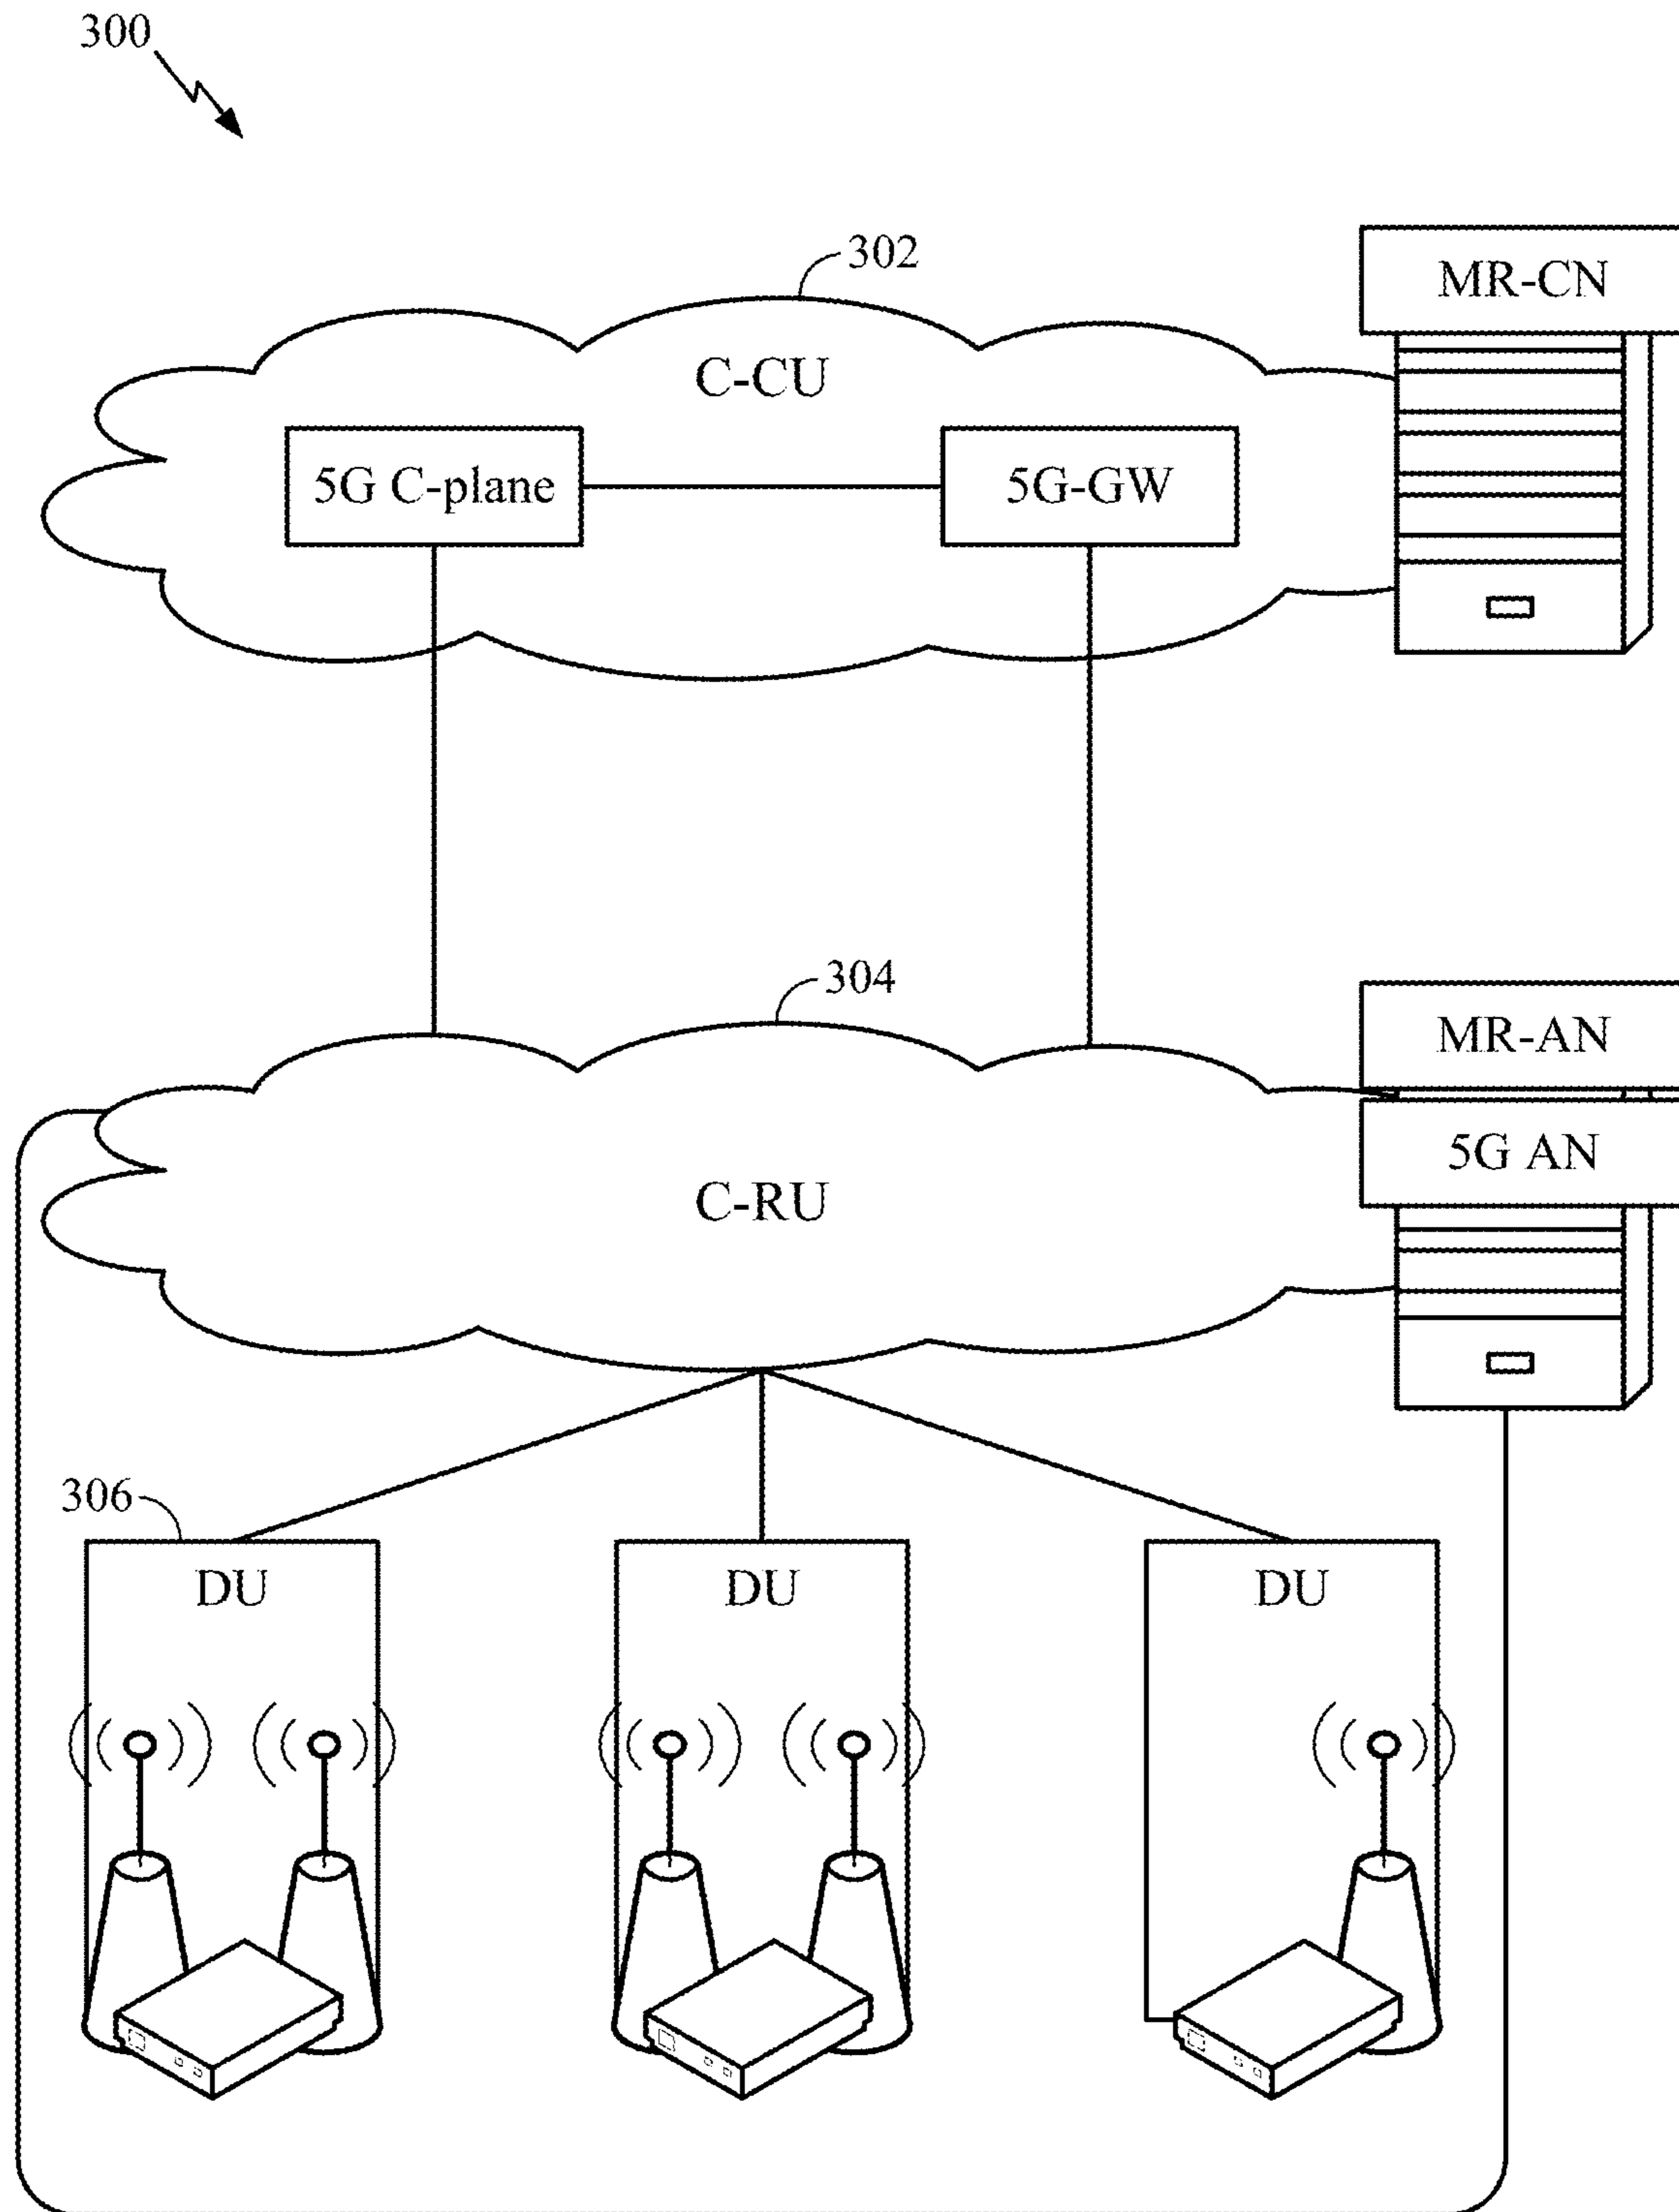 300
302
MR-CN
C-CU
5G C-plane
5G-GW
304
MR-AN
5G AN
C-RU
306
DU
DU
DU